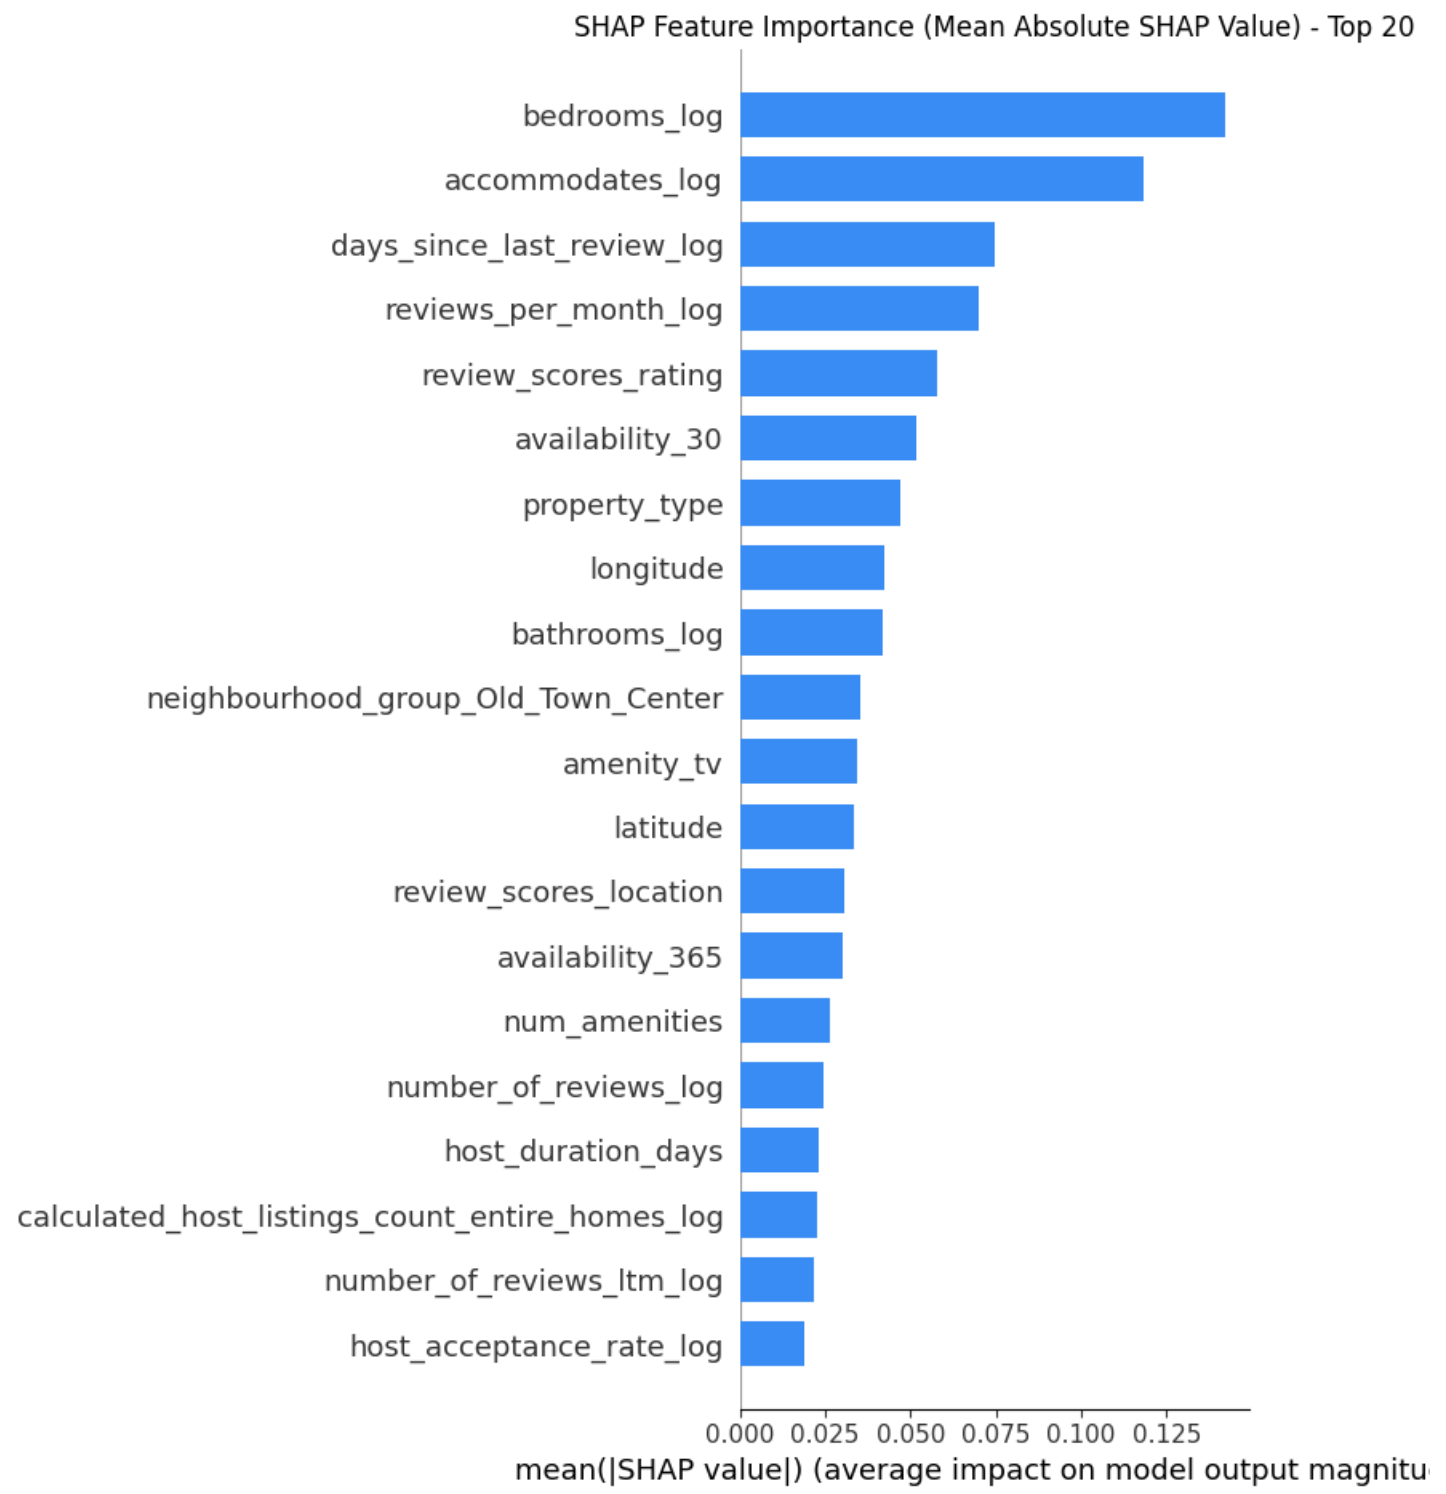 SHAP Feature Importance (Mean Absolute SHAP Value) - Top 20
bedrooms_log
accommodates_log
days_since_last_review_log
reviews_per_month_log
review_scores_rating
availability_30
property_type
longitude
bathrooms_log
neighbourhood_group_Old_Town_Center
amenity_tv
latitude
review_scores_location
availability_365
num_amenities
number_of_reviews_log
host_duration_days
calculated_host_listings_count_entire_homes_log
number_of_reviews_ltm_log
host_acceptance_rate_log
0.000 0.025 0.050 0.075 0.100 0.125
mean(|SHAP value|) (average impact on model output magnitu